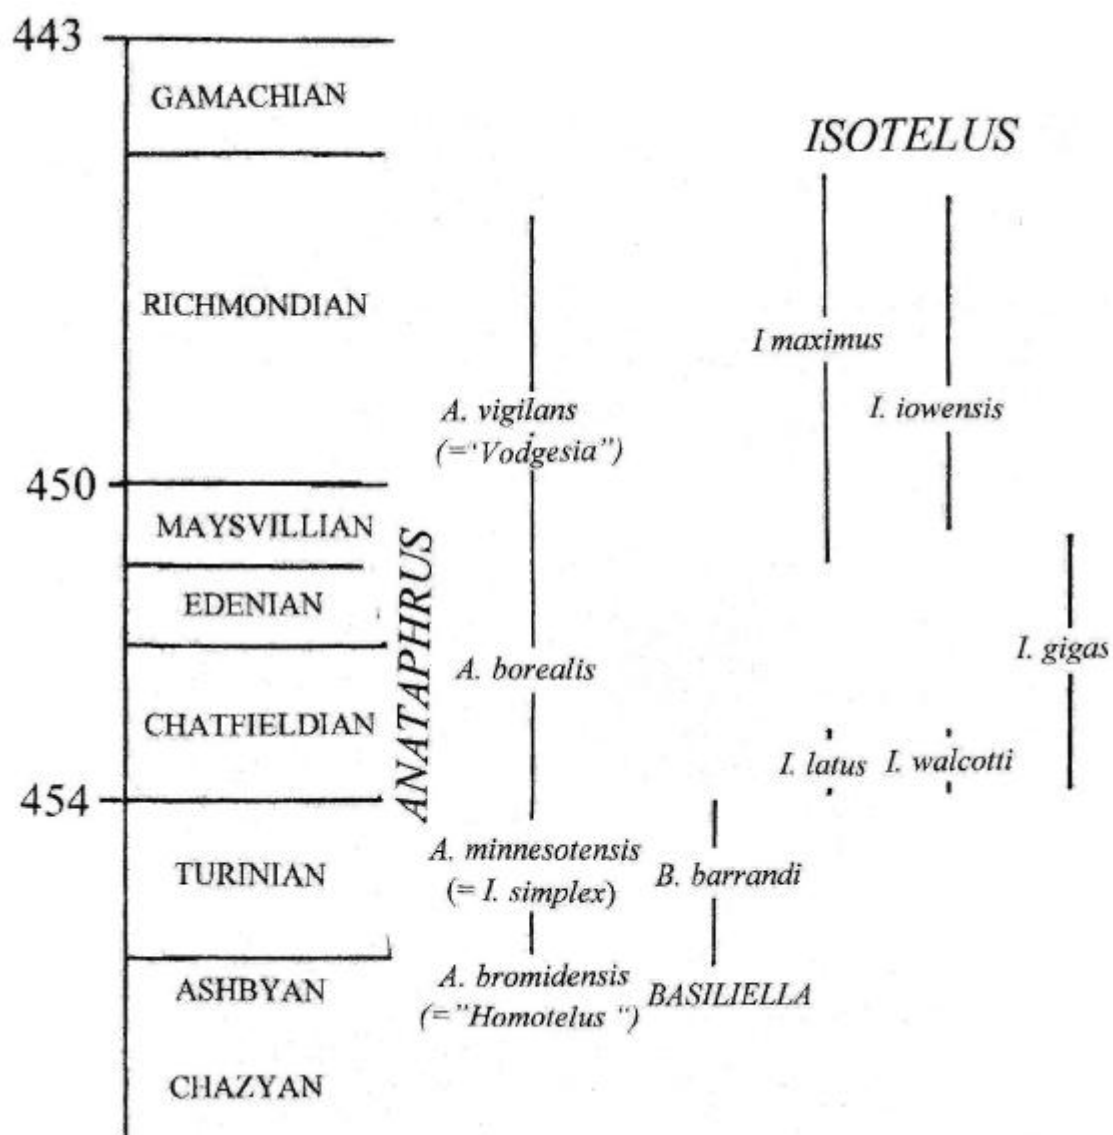 443
GAMACHIAN
ISOTELUS
RICHMONDIAN
I maximus
A. vigilans
(="Vodgesia")
I. iowensis
450
MAYSVILLIAN
ANATAPHRUS
EDENIAN
I. gigas
A. borealis
CHATFIELDIAN
I. latus
I. walcotti
454
A. minnesotensis
(= I. simplex)
TURINIAN
B. barrandi
A. bromidensis
(="Homotelus ")
ASHBYAN
BASILIELLA
CHAZYAN